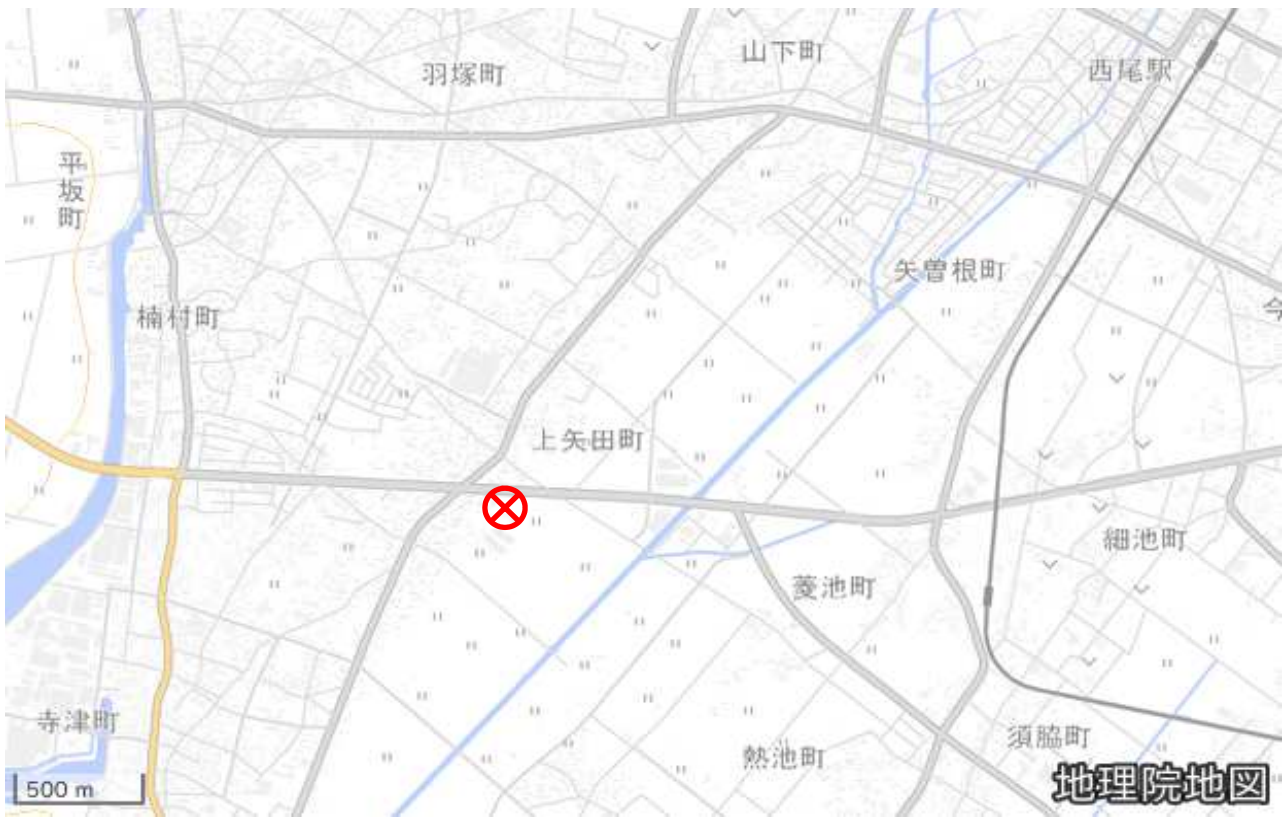 山下町
羽塚町
西尾駅
平坂町
矢曽根町
楠村町
今
上矢田町
細池町
菱池町
寺津町
須脇町
熱池町
500 m
地理院地図